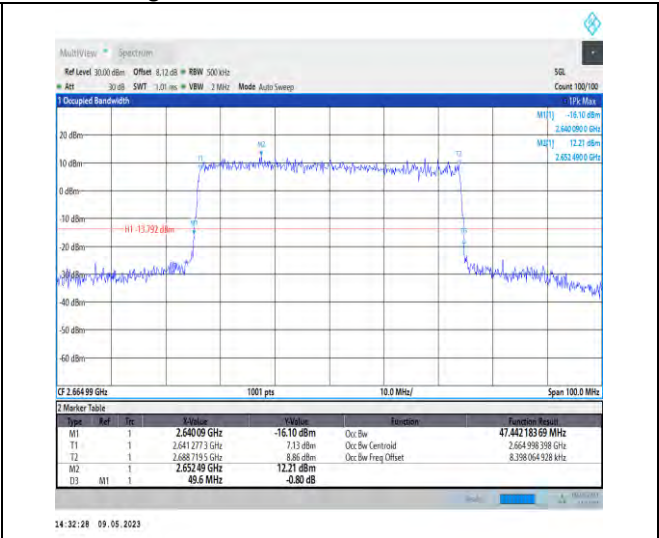 MultiView Spectrum
Ref Level 30.00 dBm Offset 8.12 dB RBW 500 kHz SGL
Att 30 dB SWT 1.01 ms VBW 2 MHz Mode Auto Sweep Count 100/100
1 Occupied Bandwidth 1Pk Max
M1[1] -16.10 dBm
2.640 090 0 GHz
M2[1] 12.21 dBm
2.652 490 0 GHz
20 dBm
10 dBm
0 dBm
-10 dBm
-20 dBm
-40 dBm
-50 dBm
-60 dBm
H1 -13.792 dBm
T1
M2
T2
CF 2.664 99 GHz 1001 pts 10.0 MHz/ Span 100.0 MHz
2 Marker Table
Type Ref Trc X-Value Y-Value Function Function Result
M1 1 2.640 09 GHz -16.10 dBm Occ Bw 47.442 183 69 MHz
T1 1 2.641 277 3 GHz 7.13 dBm Occ Bw Centroid 2.664 998 398 GHz
T2 1 2.688 719 5 GHz 8.86 dBm Occ Bw Freq Offset 8.398 064 928 kHz
M2 1 2.652 49 GHz 12.21 dBm
D3 M1 1 49.6 MHz -0.80 dB
14:32:28 09.05.2023